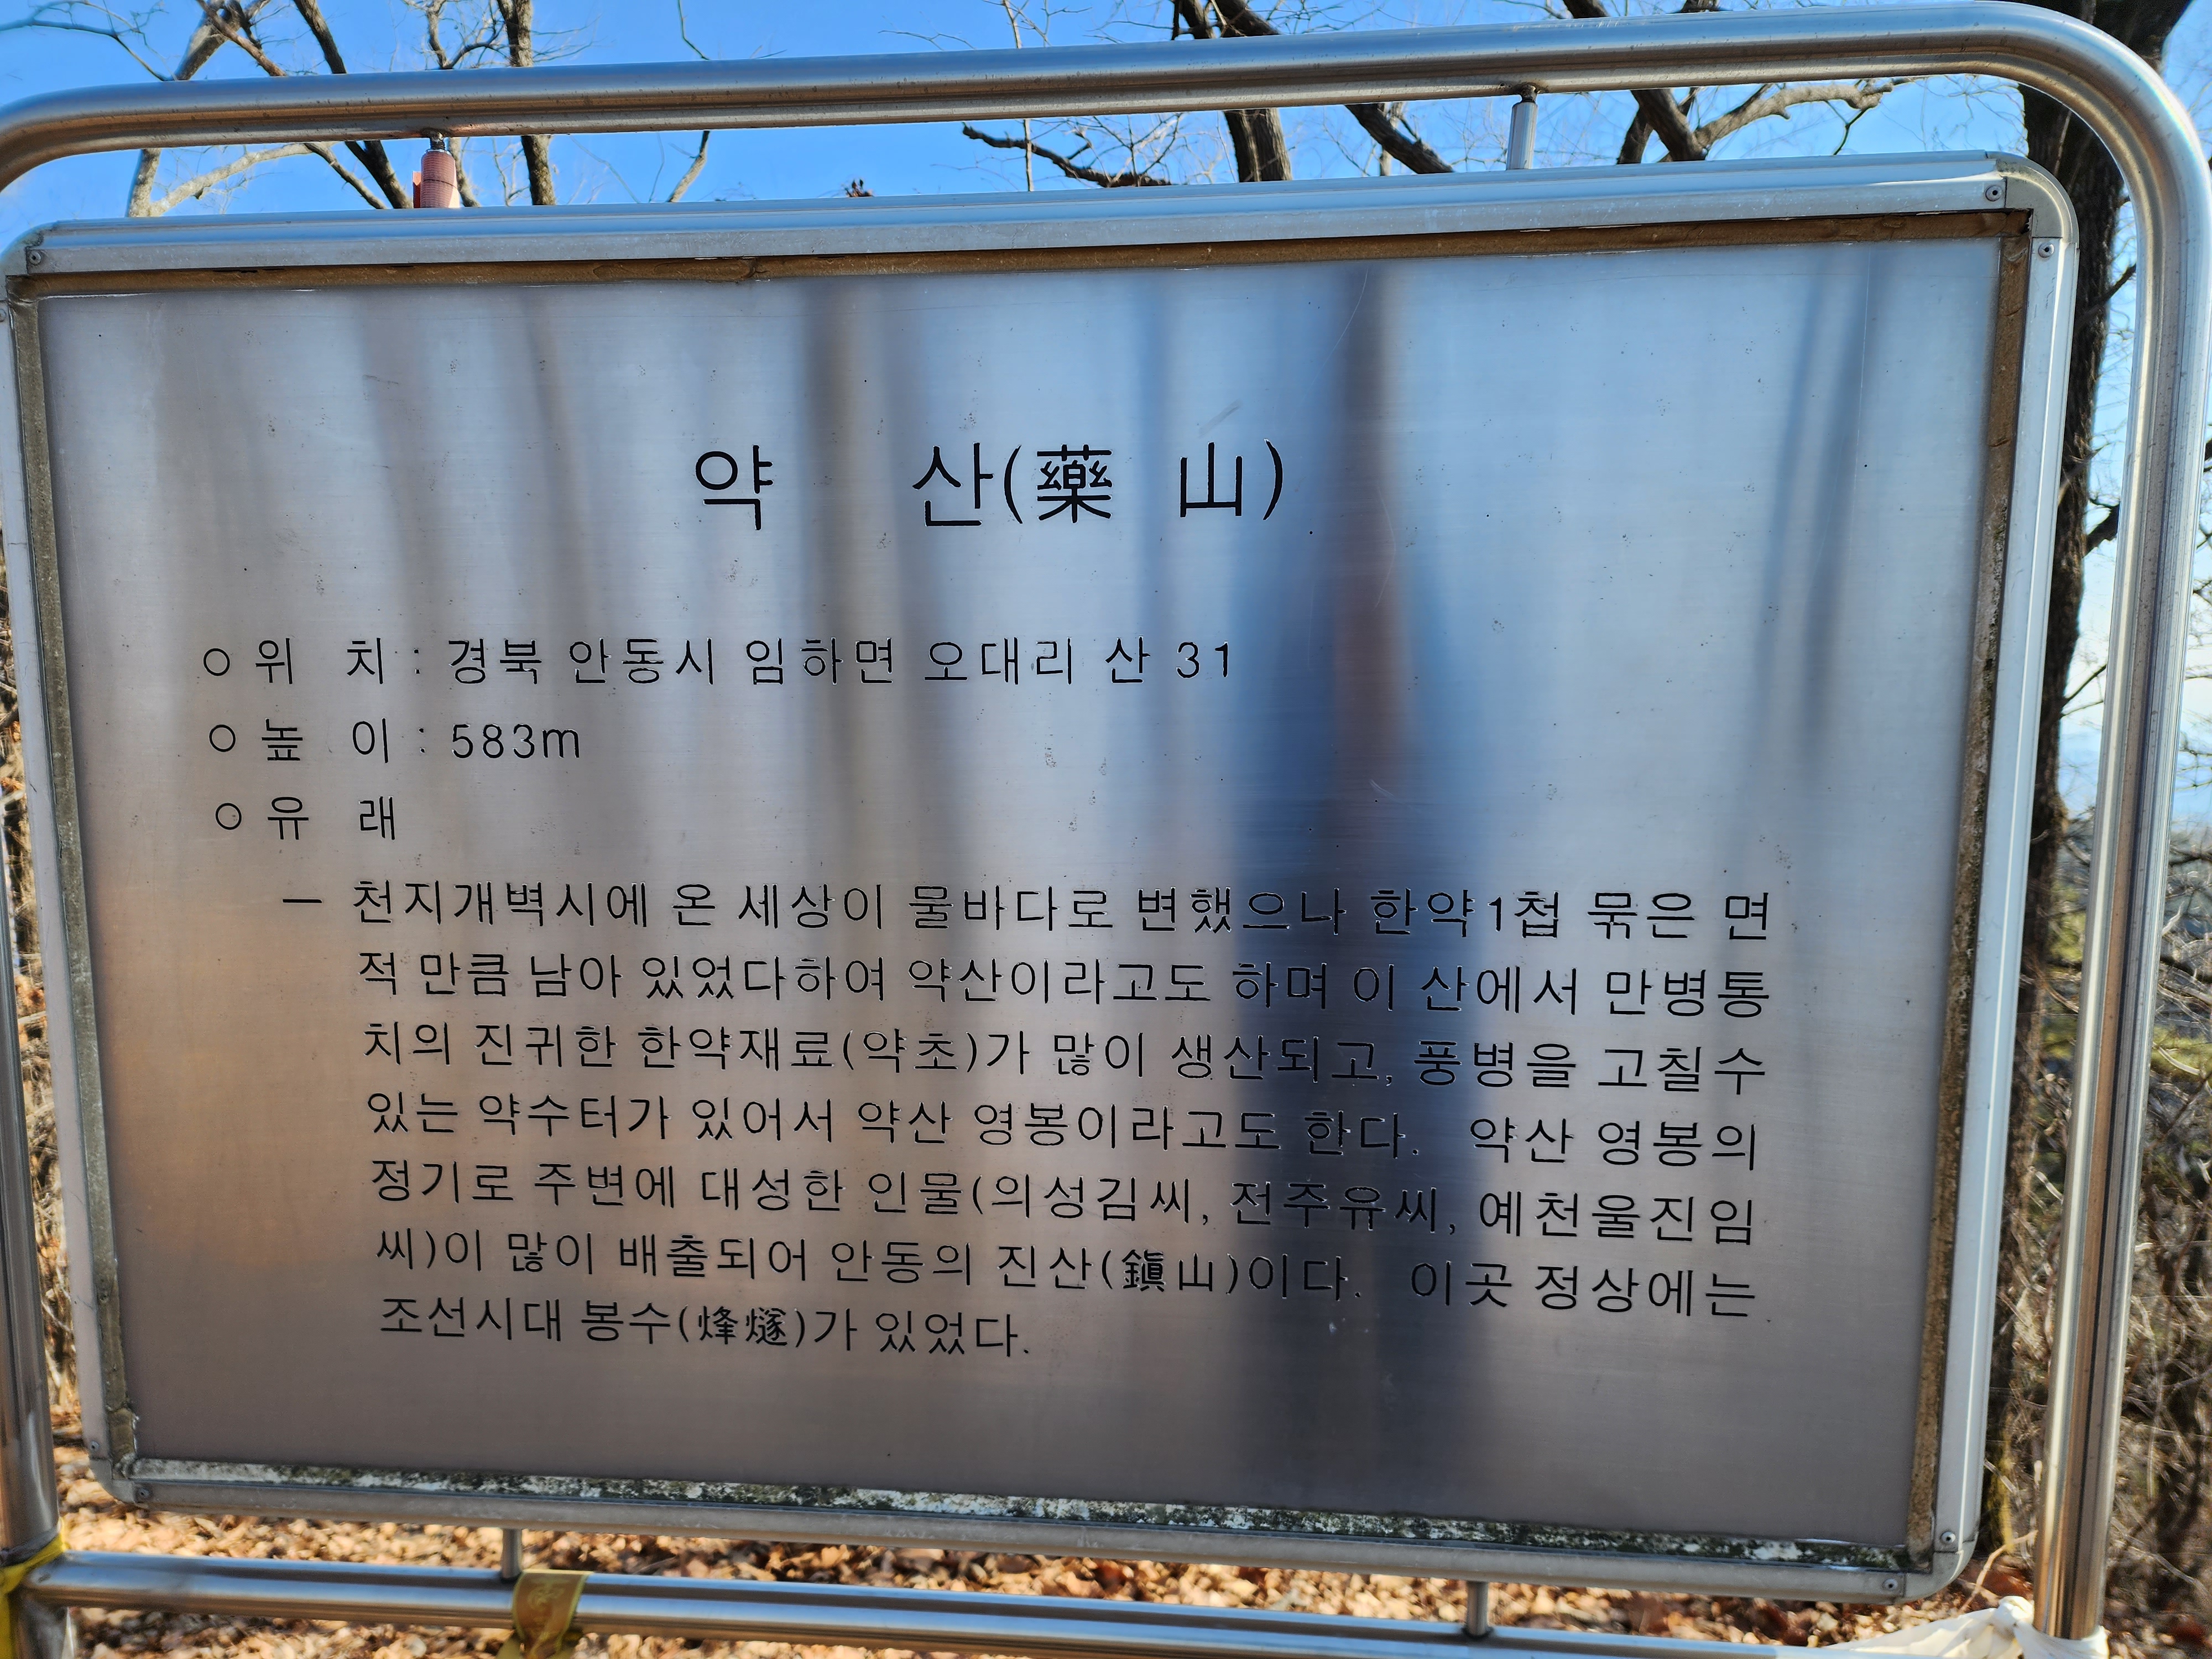 약 산(藥 山)
○ 위 치 : 경북 안동시 임하면 오대리 산 31
○ 높 이 : 583m
○ 유 래
- 천지개벽시에 온 세상이 물바다로 변했으나 한약1첩 묶은 면
적 만큼 남아 있었다하여 약산이라고도 하며 이 산에서 만병통
치의 진귀한 한약재료(약초)가 많이 생산되고, 풍병을 고칠수
있는 약수터가 있어서 약산 영봉이라고도 한다. 약산 영봉의
정기로 주변에 대성한 인물(의성김씨, 전주유씨, 예천울진임
씨)이 많이 배출되어 안동의 진산(鎭山)이다. 이곳 정상에는
조선시대 봉수(烽燧)가 있었다.